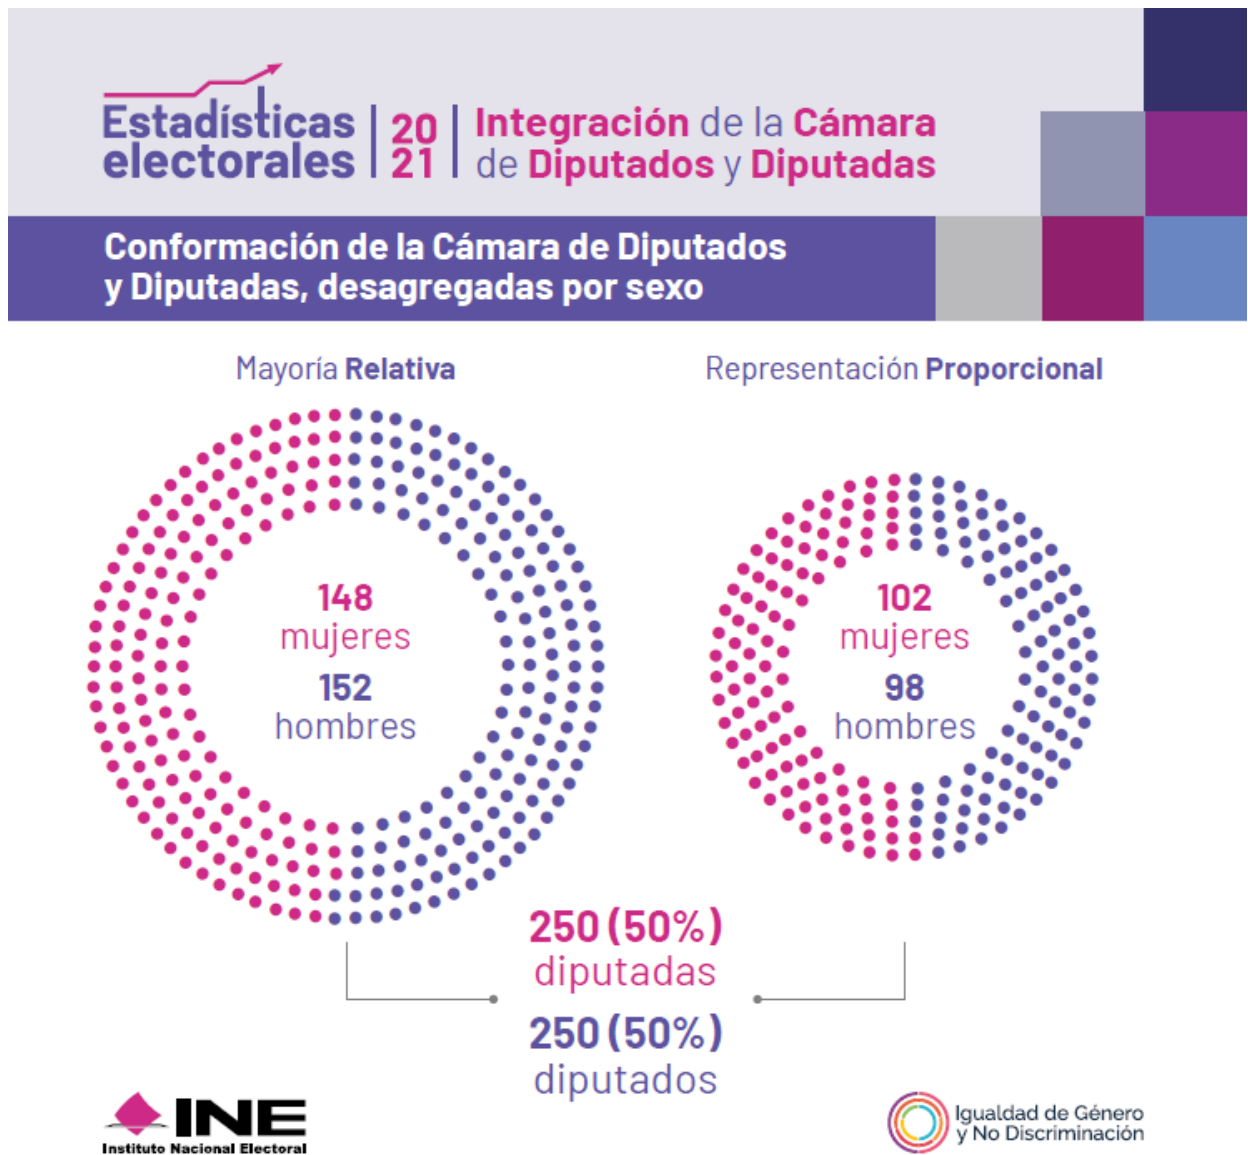 Estadísticas
electorales
20
21
Integración de la Cámara
de Diputados y Diputadas
Conformación de la Cámara de Diputados
y Diputadas, desagregadas por sexo
Mayoría Relativa
148
mujeres
152
hombres
Representación Proporcional
102
mujeres
98
hombres
250 (50%)
diputadas
250 (50%)
diputados
INE
Instituto Nacional Electoral
Igualdad de Género
y No Discriminación